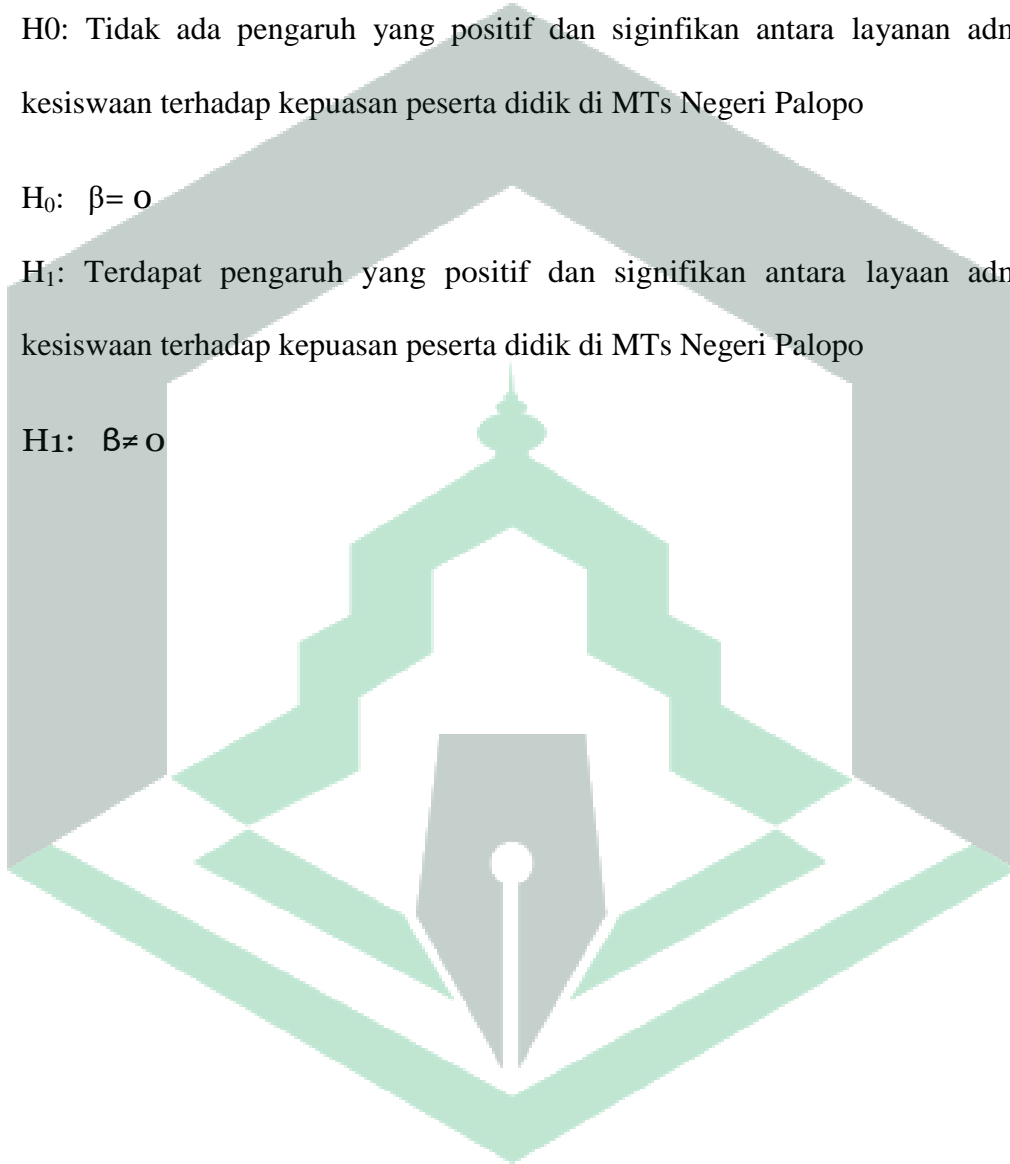 H0: Tidak ada pengaruh yang positif dan siginfikan antara layanan adm
kesiswaan terhadap kepuasan peserta didik di MTs Negeri Palopo
H₀: β= 0
H₁: Terdapat pengaruh yang positif dan signifikan antara layaan adm
kesiswaan terhadap kepuasan peserta didik di MTs Negeri Palopo
H1: ß≠ 0